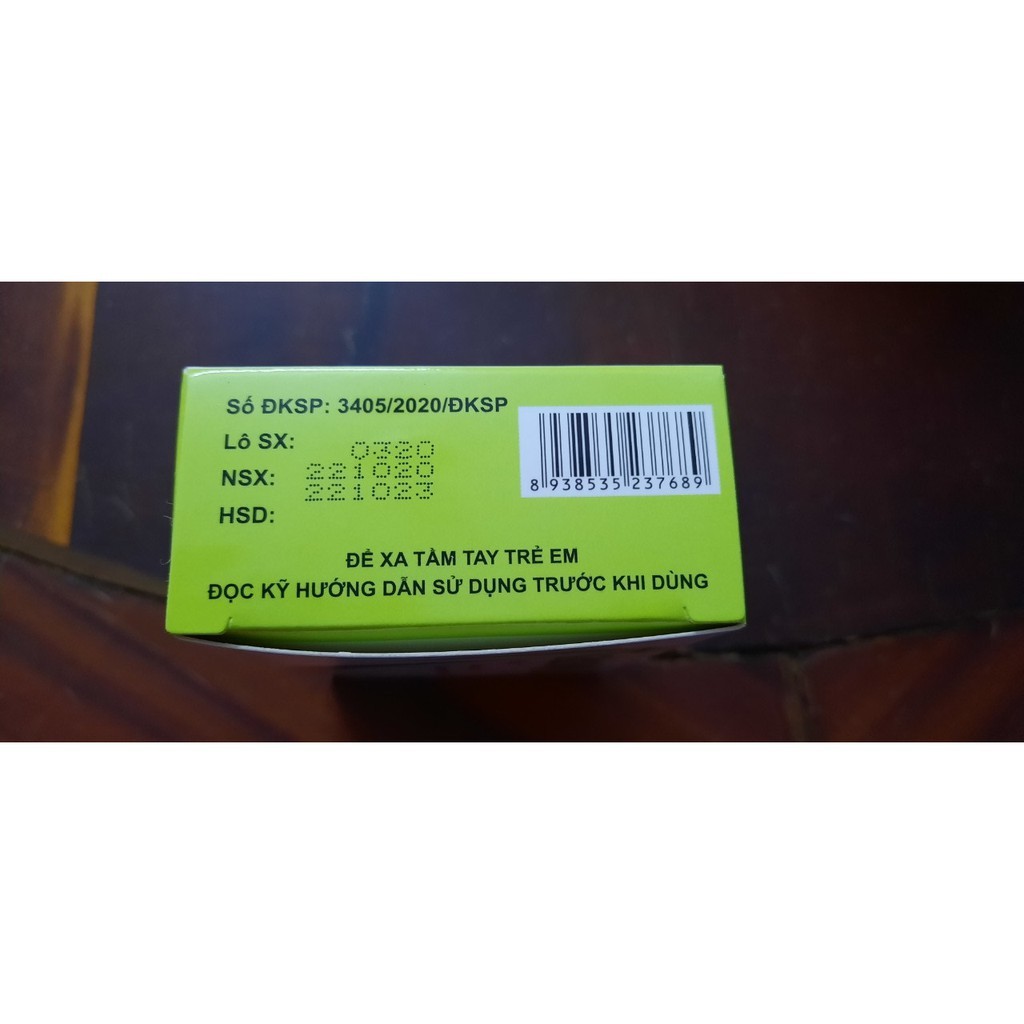 Số ĐKSP: 3405/2020/ĐKSP
Lô SX: 0320
NSX: 221020
HSD: 221023
8 938535 237689
ĐỂ XA TẦM TAY TRẺ EM
ĐỌC KỸ HƯỚNG DẪN SỬ DỤNG TRƯỚC KHI DÙNG